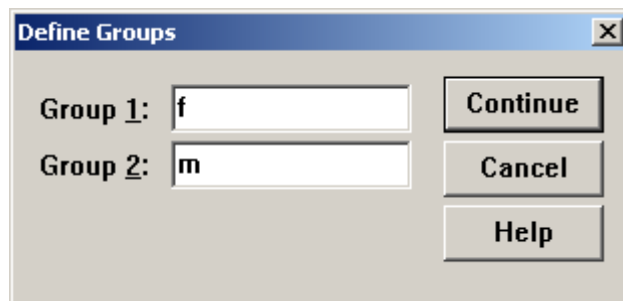 Define Groups
Group 1: f
Continue
Group 2: m
Cancel
Help